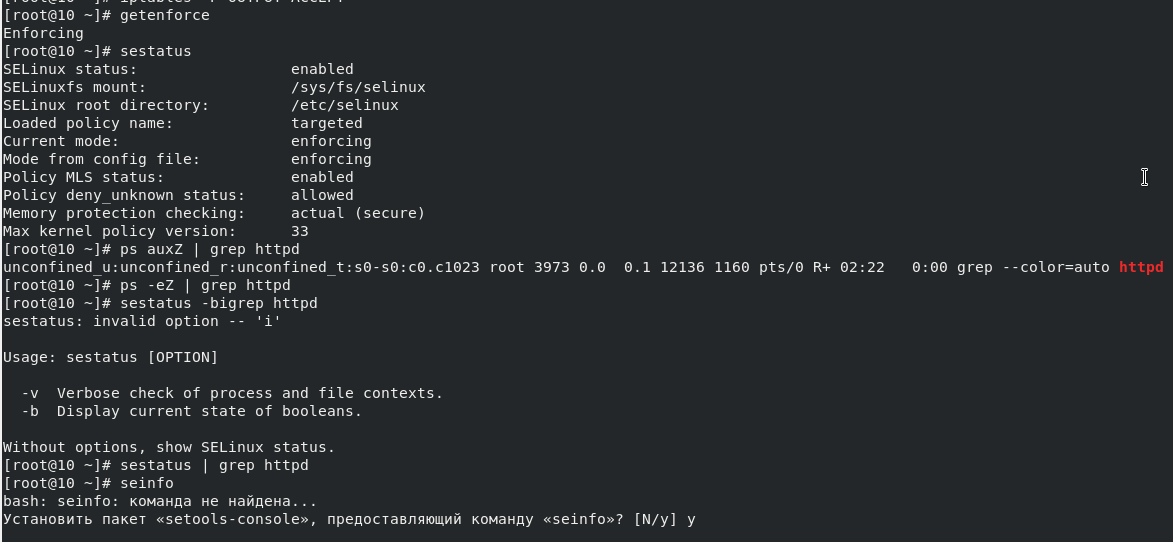 [root@10 ~]# getenforce
Enforcing
[root@10 ~]# sestatus
SELinux status:                 enabled
SELinuxfs mount:                /sys/fs/selinux
SELinux root directory:         /etc/selinux
Loaded policy name:             targeted
Current mode:                   enforcing
Mode from config file:          enforcing
Policy MLS status:              enabled
Policy deny_unknown status:     allowed
Memory protection checking:     actual (secure)
Max kernel policy version:      33
[root@10 ~]# ps auxZ | grep httpd
unconfined_u:unconfined_r:unconfined_t:s0-s0:c0.c1023 root 3973 0.0  0.1 12136 1160 pts/0 R+ 02:22   0:00 grep --color=auto httpd
[root@10 ~]# ps -eZ | grep httpd
[root@10 ~]# sestatus -bigrep httpd
sestatus: invalid option -- 'i'

Usage: sestatus [OPTION]

  -v  Verbose check of process and file contexts.
  -b  Display current state of booleans.

Without options, show SELinux status.
[root@10 ~]# sestatus | grep httpd
[root@10 ~]# seinfo
bash: seinfo: команда не найдена...
Установить пакет «setools-console», предоставляющий команду «seinfo»? [N/y] y